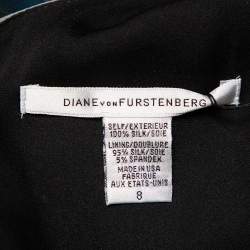 DIANE VON FURSTENBERG
SELF/EXTERIEUR
100% SILK/SOIE
LINING/DOUBLURE
95% SILK/SOIE
5% SPANDEX
MADE IN USA
FABRIQUE
AUX ETATS-UNIS
8